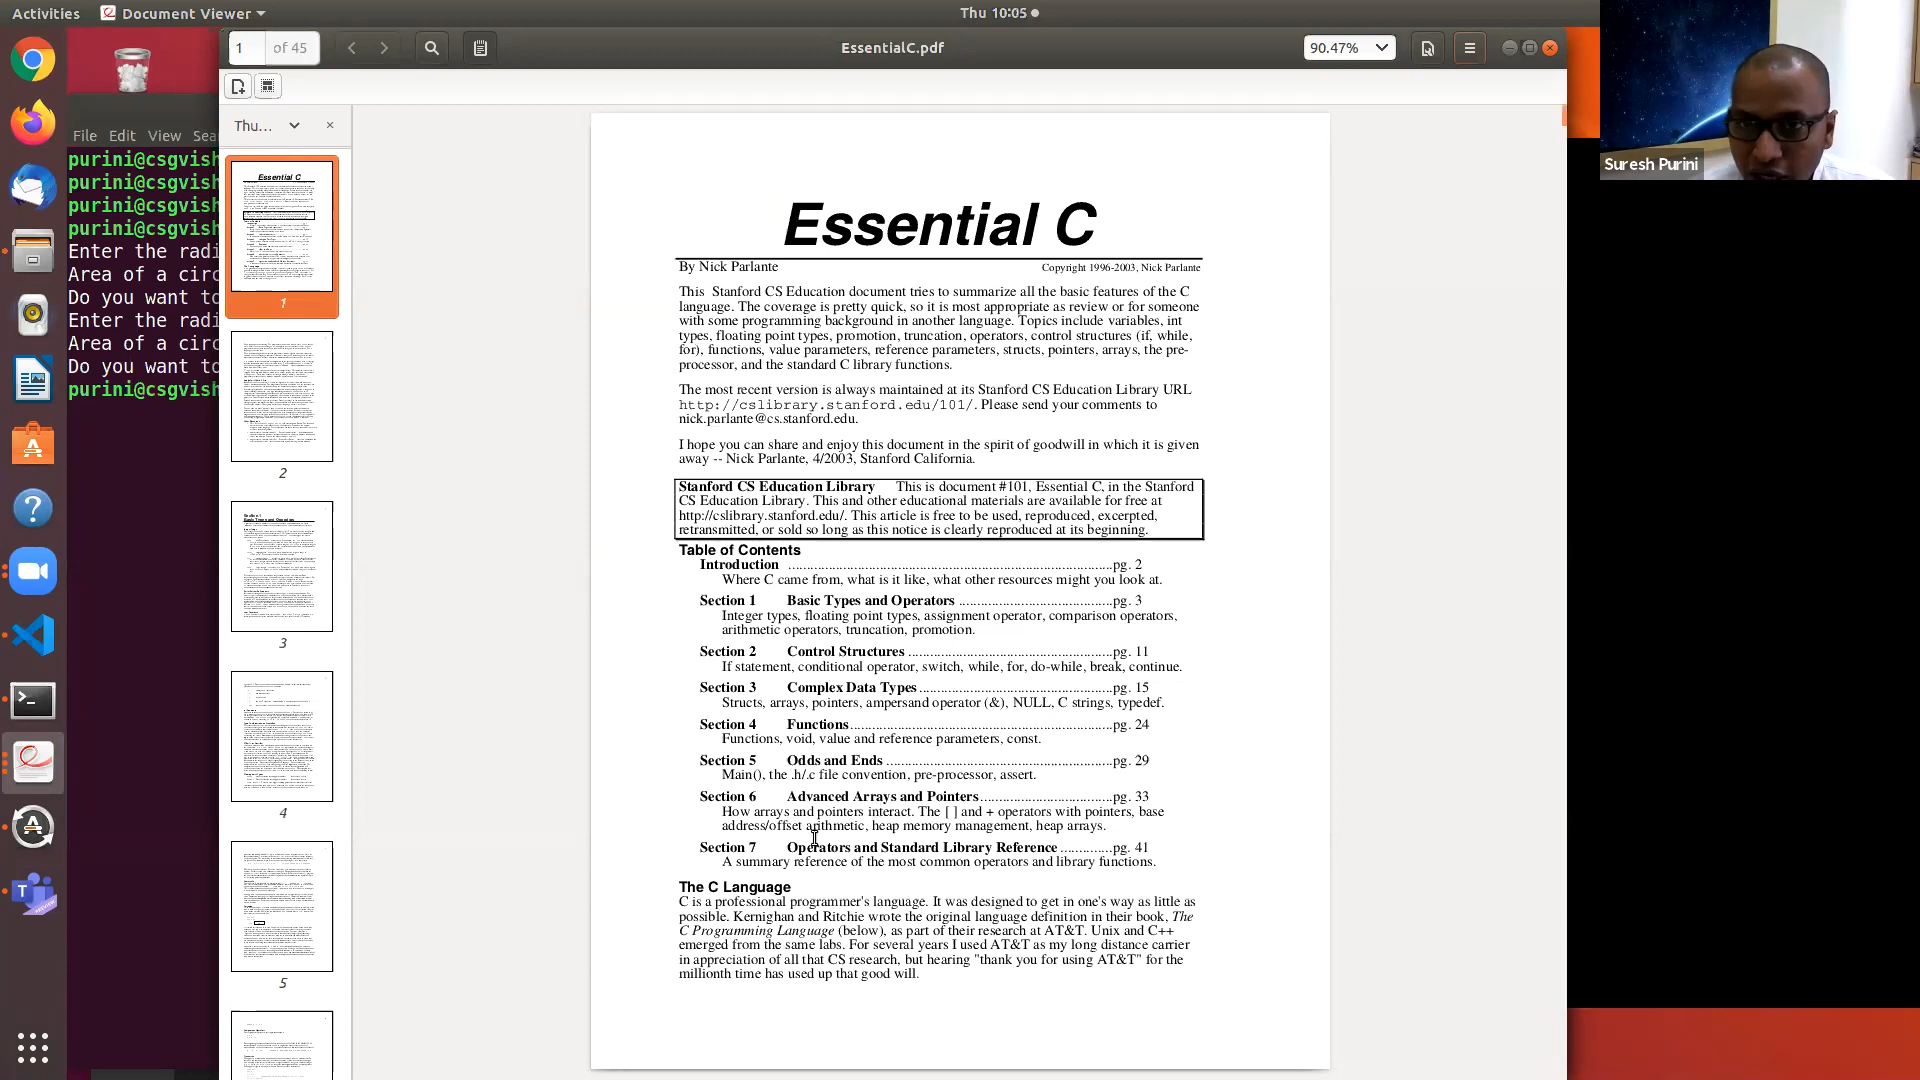 Activities
Document Viewer
Thu 10:05
1 of 45
EssentialC.pdf
90.47%
Thu...
File Edit View Sea
purini@csgvish
purini@csgvish
purini@csgvish
purini@csgvish
Enter the radi
Area of a circ
Do you want to
Enter the radi
Area of a circ
Do you want to
purini@csgvish
Essential C
1
2
3
4
5
Essential C
By Nick Parlante
Copyright 1996-2003, Nick Parlante
This Stanford CS Education document tries to summarize all the basic features of the C
language. The coverage is pretty quick, so it is most appropriate as review or for someone
with some programming background in another language. Topics include variables, int
types, floating point types, promotion, truncation, operators, control structures (if, while,
for), functions, value parameters, reference parameters, structs, pointers, arrays, the pre-
processor, and the standard C library functions.
The most recent version is always maintained at its Stanford CS Education Library URL
http://cslibrary.stanford.edu/101/. Please send your comments to
nick.parlante@cs.stanford.edu.
I hope you can share and enjoy this document in the spirit of goodwill in which it is given
away -- Nick Parlante, 4/2003, Stanford California.
Stanford CS Education Library This is document #101, Essential C, in the Stanford
CS Education Library. This and other educational materials are available for free at
http://cslibrary.stanford.edu/. This article is free to be used, reproduced, excerpted,
retransmitted, or sold so long as this notice is clearly reproduced at its beginning.
Table of Contents
Introduction ........................................................................................pg. 2
Where C came from, what is it like, what other resources might you look at.
Section 1 Basic Types and Operators ..........................................pg. 3
Integer types, floating point types, assignment operator, comparison operators,
arithmetic operators, truncation, promotion.
Section 2 Control Structures ........................................................pg. 11
If statement, conditional operator, switch, while, for, do-while, break, continue.
Section 3 Complex Data Types.....................................................pg. 15
Structs, arrays, pointers, ampersand operator (&), NULL, C strings, typedef.
Section 4 Functions........................................................................pg. 24
Functions, void, value and reference parameters, const.
Section 5 Odds and Ends ..............................................................pg. 29
Main(), the .h/.c file convention, pre-processor, assert.
Section 6 Advanced Arrays and Pointers....................................pg. 33
How arrays and pointers interact. The [ ] and + operators with pointers, base
address/offset arithmetic, heap memory management, heap arrays.
Section 7 Operators and Standard Library Reference ..............pg. 41
A summary reference of the most common operators and library functions.
The C Language
C is a professional programmer's language. It was designed to get in one's way as little as
possible. Kernighan and Ritchie wrote the original language definition in their book, The
C Programming Language (below), as part of their research at AT&T. Unix and C++
emerged from the same labs. For several years I used AT&T as my long distance carrier
in appreciation of all that CS research, but hearing "thank you for using AT&T" for the
millionth time has used up that good will.
Suresh Purini